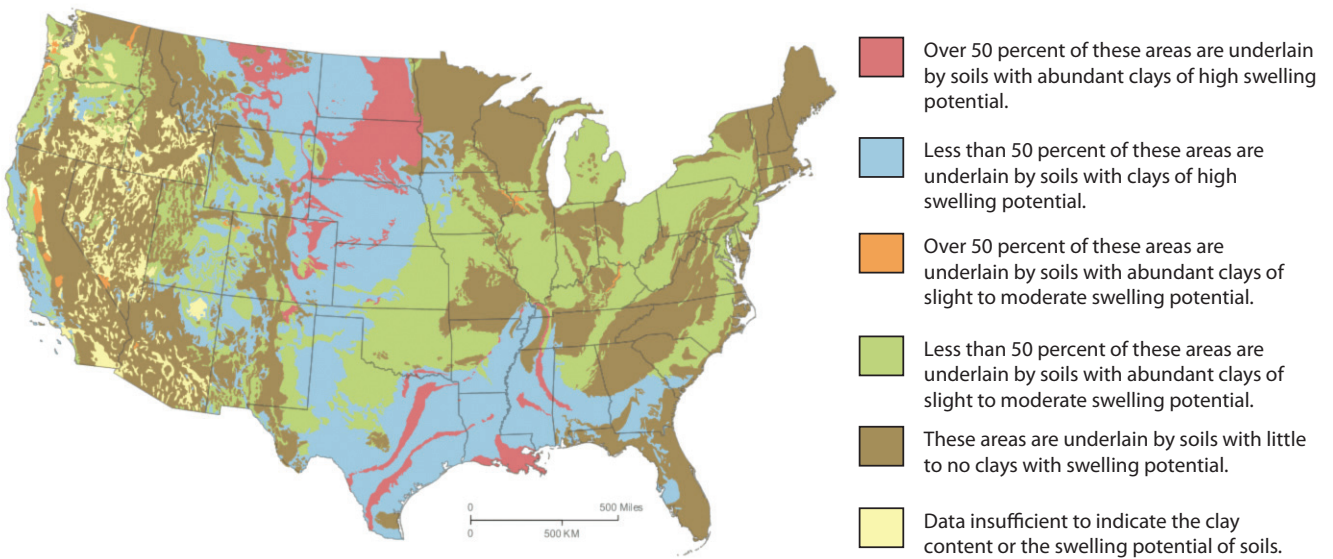 Over 50 percent of these areas are underlain
by soils with abundant clays of high swelling
potential.
Less than 50 percent of these areas are
underlain by soils with clays of high
swelling potential.
Over 50 percent of these areas are
underlain by soils with abundant clays of
slight to moderate swelling potential.
Less than 50 percent of these areas are
underlain by soils with abundant clays of
slight to moderate swelling potential.
These areas are underlain by soils with little
to no clays with swelling potential.
Data insufficient to indicate the clay
content or the swelling potential of soils.
0 500 Miles
0 500 KM